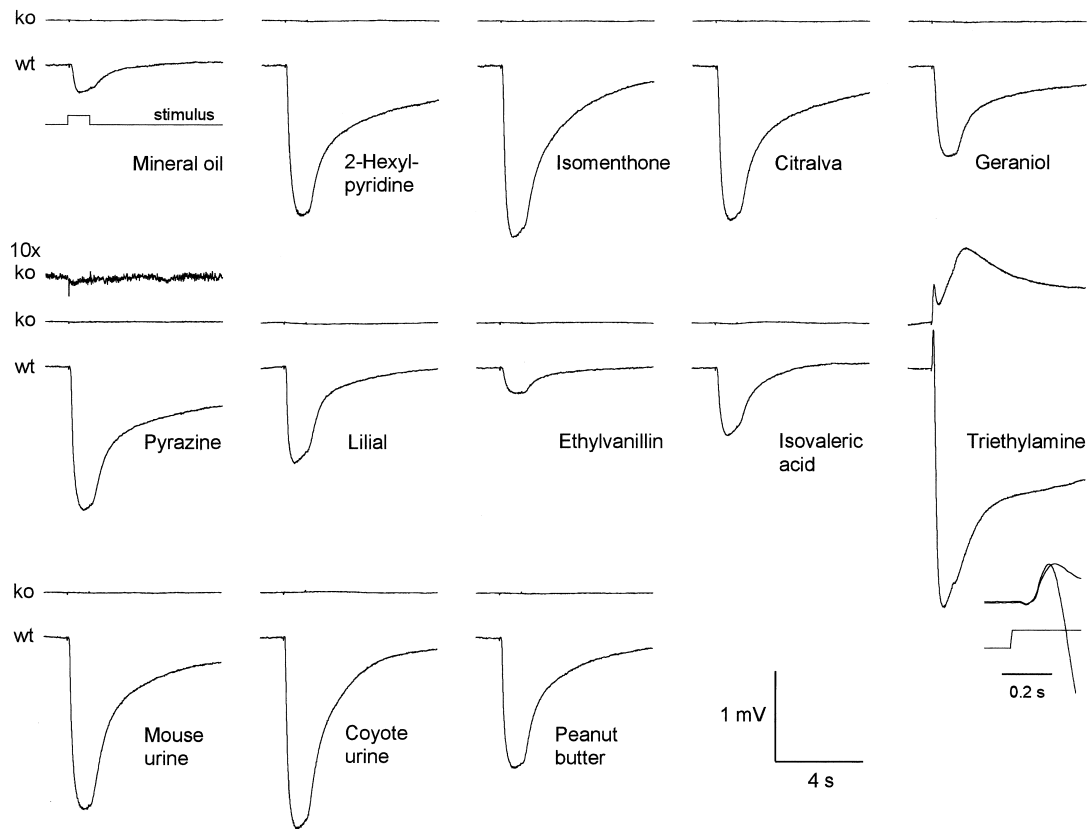 ko
wt
stimulus
Mineral oil
2-Hexyl-
pyridine
Isomenthone
Citralva
Geraniol
10x
ko
ko
wt
Pyrazine
Lilial
Ethylvanillin
Isovaleric
acid
Triethylamine
0.2 s
ko
wt
Mouse
urine
Coyote
urine
Peanut
butter
1 mV
4 s